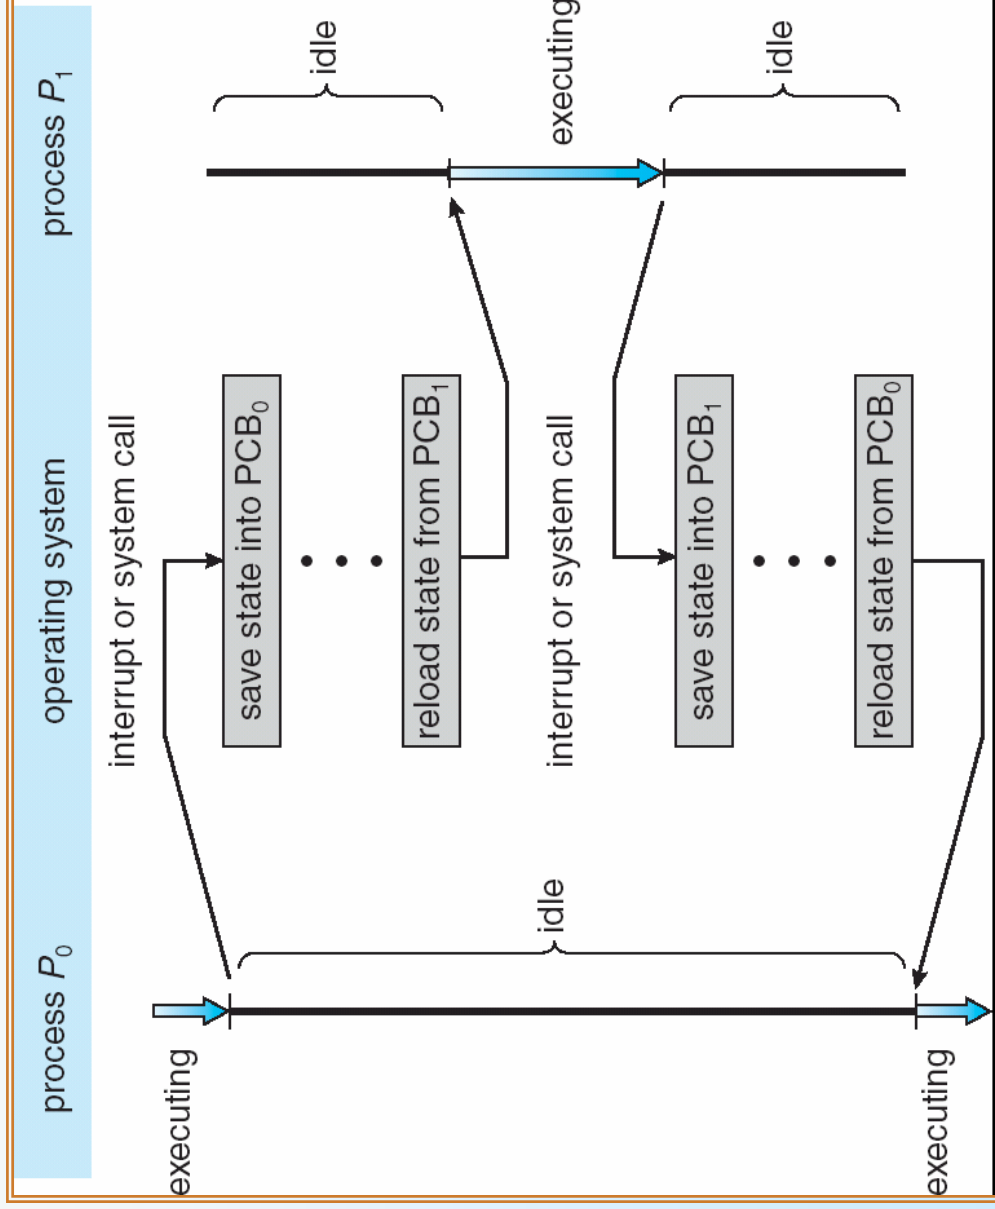 process P₀
operating system
process P₁
interrupt or system call
executing
save state into PCB₀
idle
reload state from PCB₁
idle
interrupt or system call
executing
save state into PCB₁
idle
reload state from PCB₀
executing